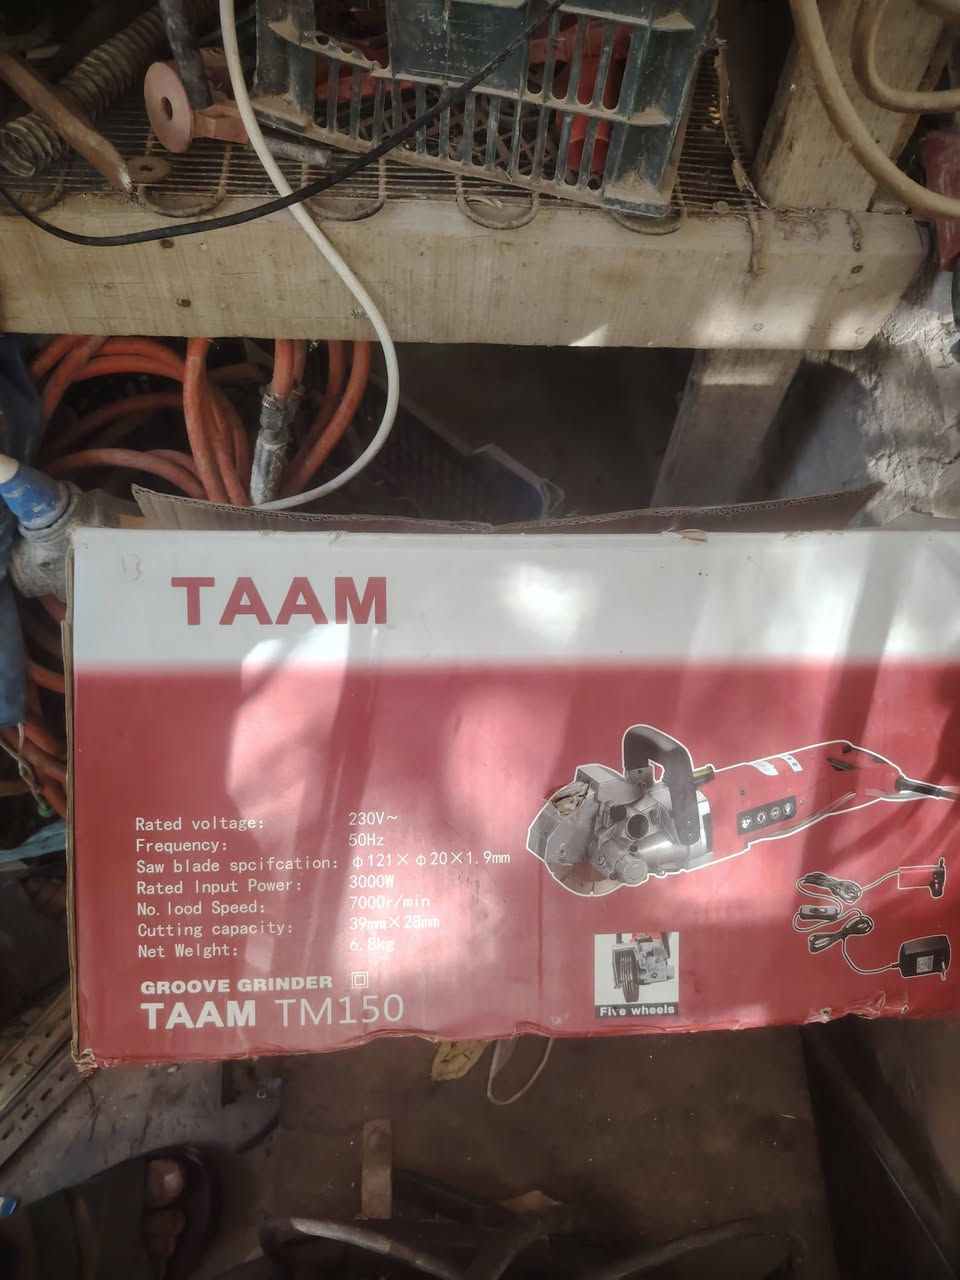 TAAM
Rated voltage: 230V~
Frequency: 50Hz
Saw blade spcifcation: φ121×φ20×1.9mm
Rated Input Power: 3000W
No.lood Speed: 7000r/min
Cutting capacity: 39mm×28mm
Net Welght: 6.8kg
GROOVE GRINDER
TAAM TM150
Five wheels